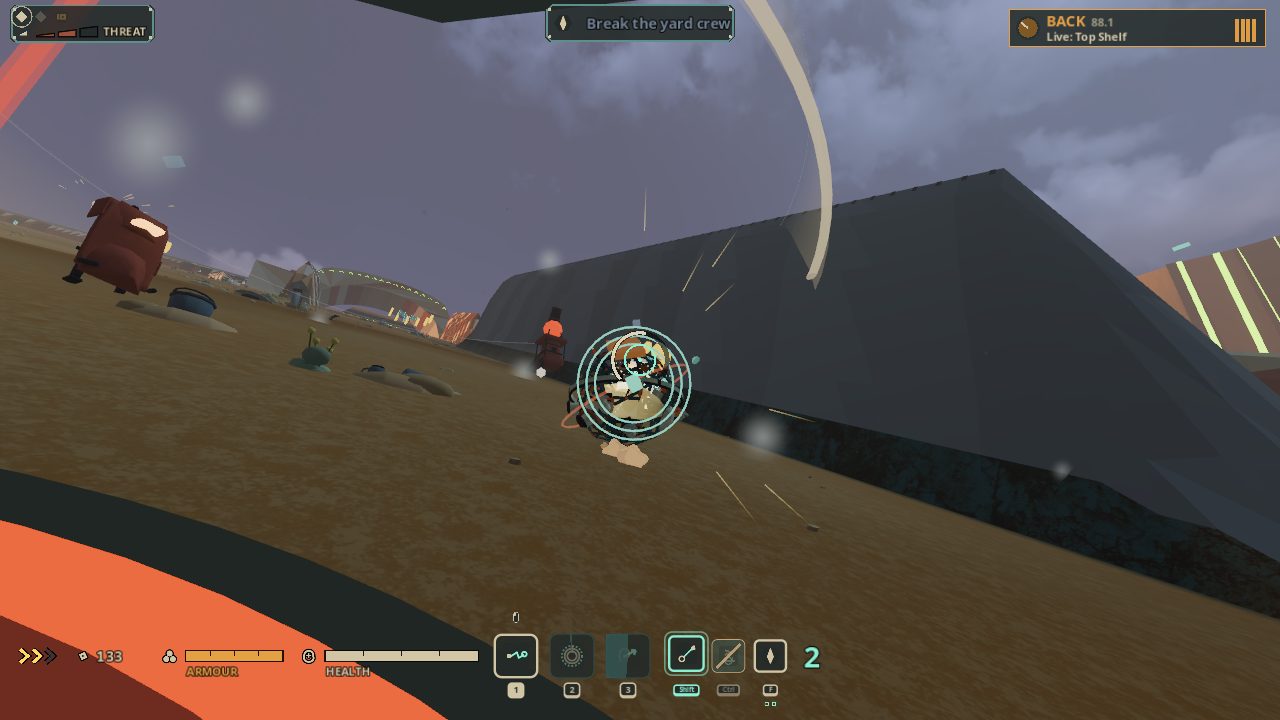 THREAT
Break the yard crew
BACK 88.1
Live: Top Shelf
133
ARMOUR
HEALTH
2
1
2
3
Shift
Ctrl
F